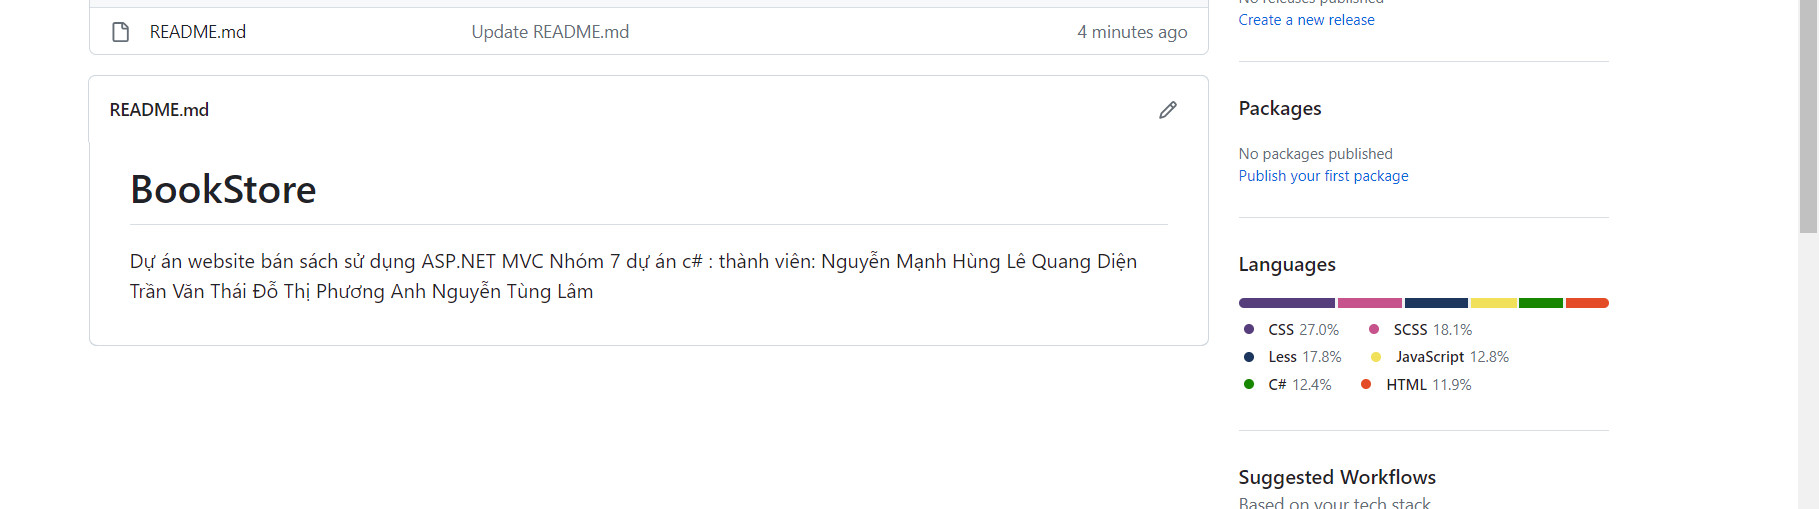 No releases published
Create a new release
README.md Update README.md 4 minutes ago
README.md
BookStore
Dự án website bán sách sử dụng ASP.NET MVC Nhóm 7 dự án c# : thành viên: Nguyễn Mạnh Hùng Lê Quang Diện
Trần Văn Thái Đỗ Thị Phương Anh Nguyễn Tùng Lâm
Packages
No packages published
Publish your first package
Languages
CSS 27.0% SCSS 18.1%
Less 17.8% JavaScript 12.8%
C# 12.4% HTML 11.9%
Suggested Workflows
Based on your tech stack